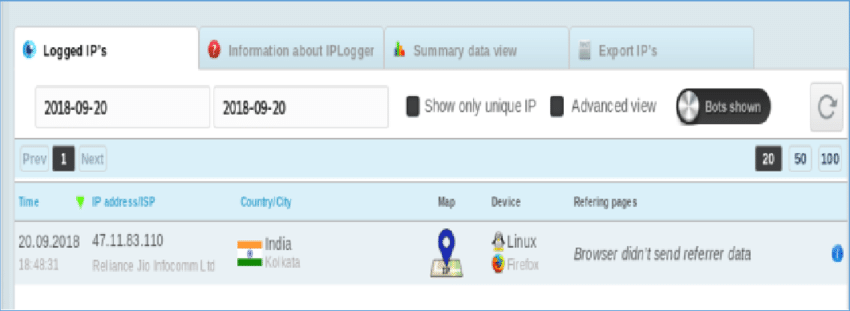 Logged IP's Information about IPLogger Summary data view Export IP's
2018-09-20 2018-09-20 Show only unique IP Advanced view Bots shown
Prev 1 Next 20 50 100
Time IP address/ISP Country/City Map Device Refering pages
20.09.2018 47.11.83.110 India Linux Browser didn't send referrer data
18:48:31 Reliance Jio Infocomm Ltd Kolkata IP Firefox